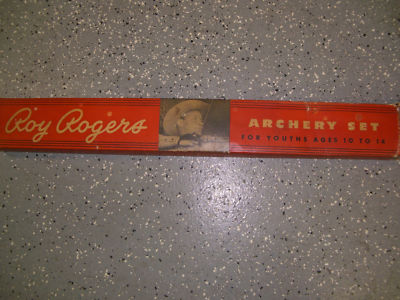 Roy Rogers
ARCHERY SET
FOR YOUTHS AGES 10 TO 14